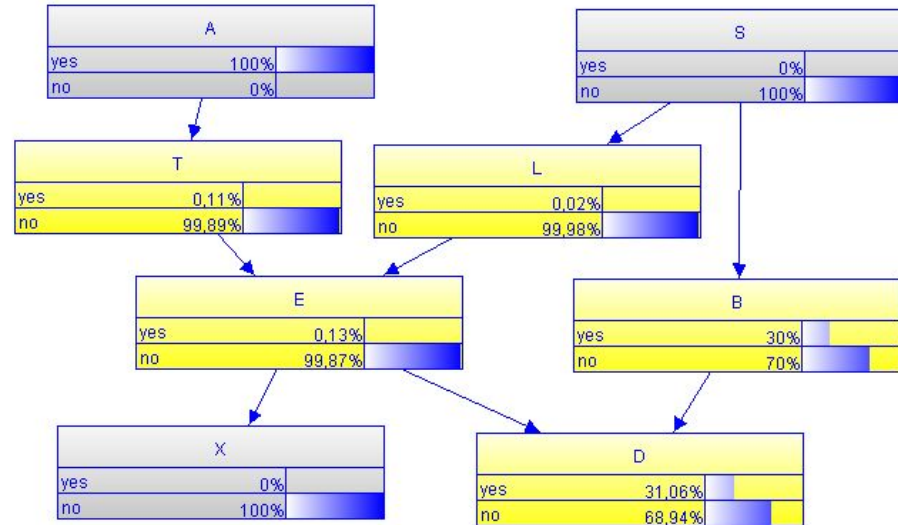 A
yes 100%
no 0%
S
yes 0%
no 100%
T
yes 0,11%
no 99,89%
L
yes 0,02%
no 99,98%
E
yes 0,13%
no 99,87%
B
yes 30%
no 70%
X
yes 0%
no 100%
D
yes 31,06%
no 68,94%